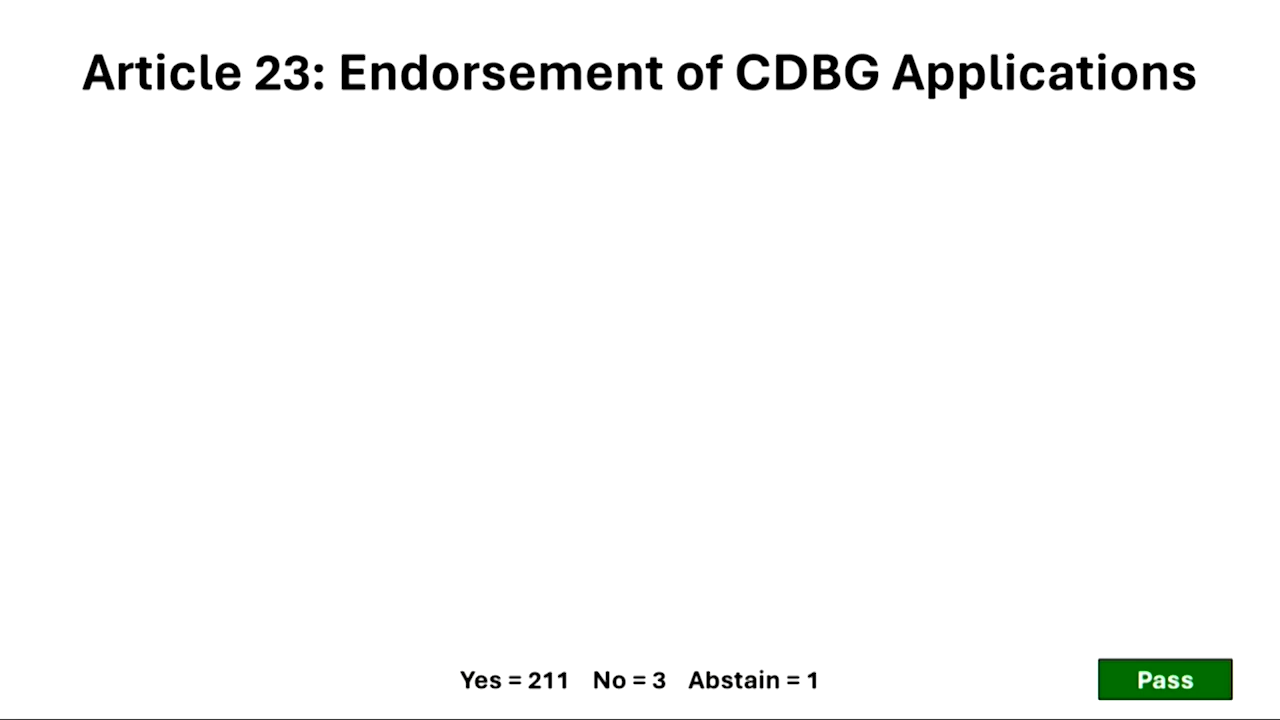 Article 23: Endorsement of CDBG Applications
Yes = 211 No = 3 Abstain = 1
Pass